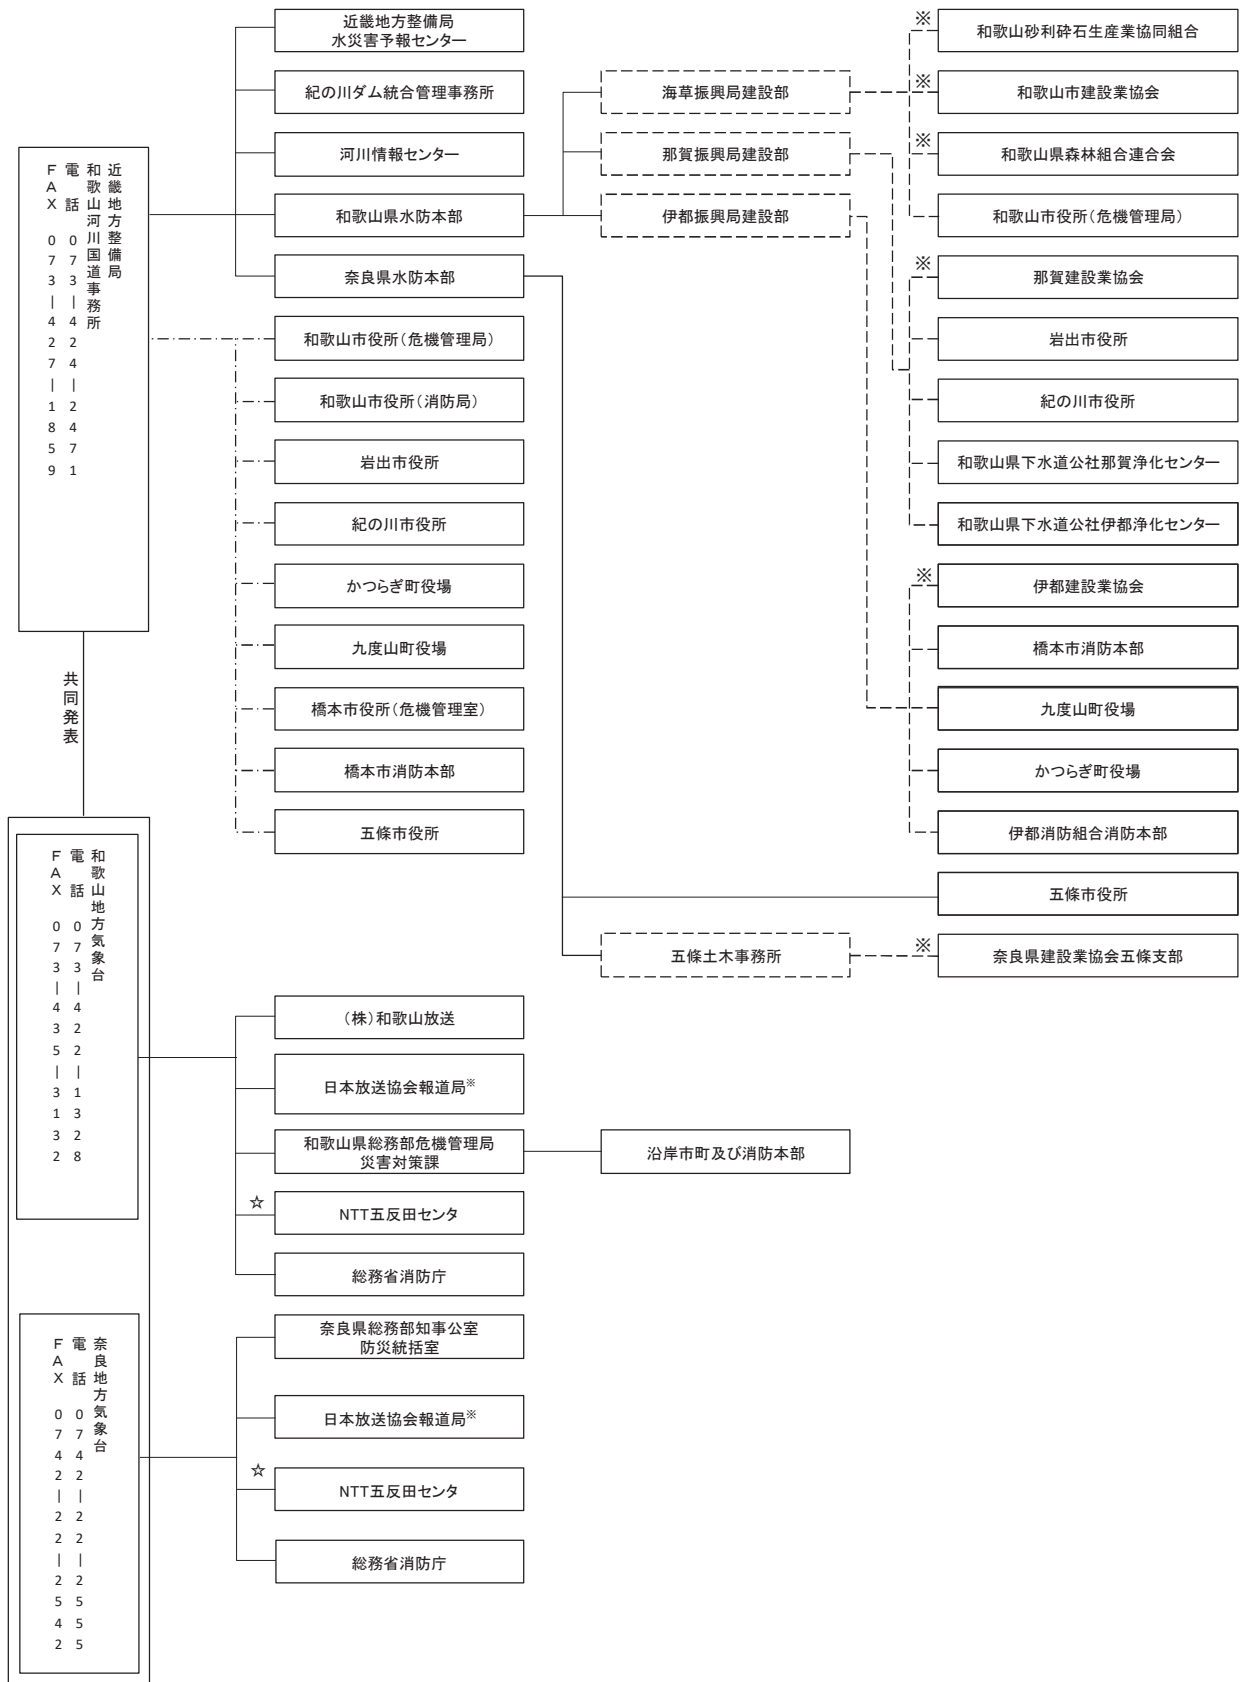 近畿地方整備局
和歌山河川国道事務所
電話 073―424―2471
FAX 073―427―1859
共同発表
和歌山地方気象台
電話 073―422―1328
FAX 073―435―3132
奈良地方気象台
電話 0742―22―2555
FAX 0742―22―2542
近畿地方整備局
水災害予報センター
紀の川ダム統合管理事務所
河川情報センター
和歌山県水防本部
奈良県水防本部
和歌山市役所(危機管理局)
和歌山市役所(消防局)
岩出市役所
紀の川市役所
かつらぎ町役場
九度山町役場
橋本市役所(危機管理室)
橋本市消防本部
五條市役所
(株)和歌山放送
日本放送協会報道局※
和歌山県総務部危機管理局
災害対策課
☆
NTT五反田センタ
総務省消防庁
奈良県総務部知事公室
防災統括室
日本放送協会報道局※
☆
NTT五反田センタ
総務省消防庁
海草振興局建設部
那賀振興局建設部
伊都振興局建設部
五條土木事務所
沿岸市町及び消防本部
※ 和歌山砂利砕石生産業協同組合
※ 和歌山市建設業協会
※ 和歌山県森林組合連合会
和歌山市役所(危機管理局)
※ 那賀建設業協会
岩出市役所
紀の川市役所
和歌山県下水道公社那賀浄化センター
和歌山県下水道公社伊都浄化センター
※ 伊都建設業協会
橋本市消防本部
九度山町役場
かつらぎ町役場
伊都消防組合消防本部
五條市役所
※ 奈良県建設業協会五條支部